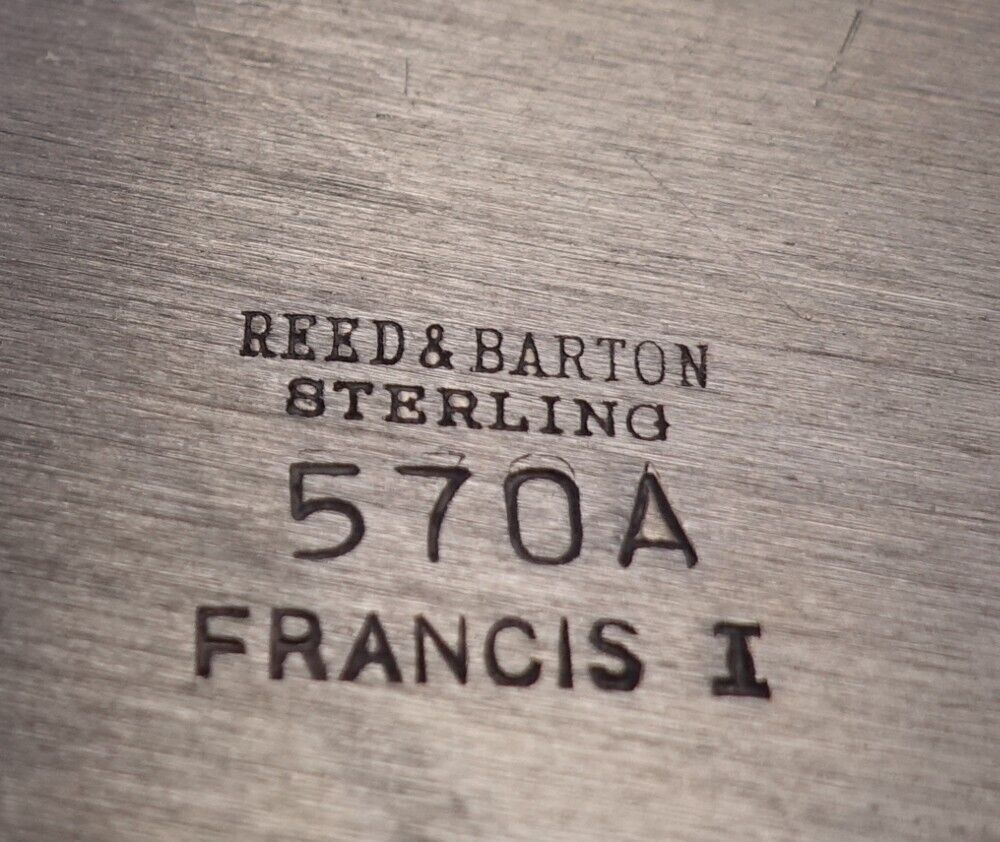 REED & BARTON
STERLING
570A
FRANCIS I